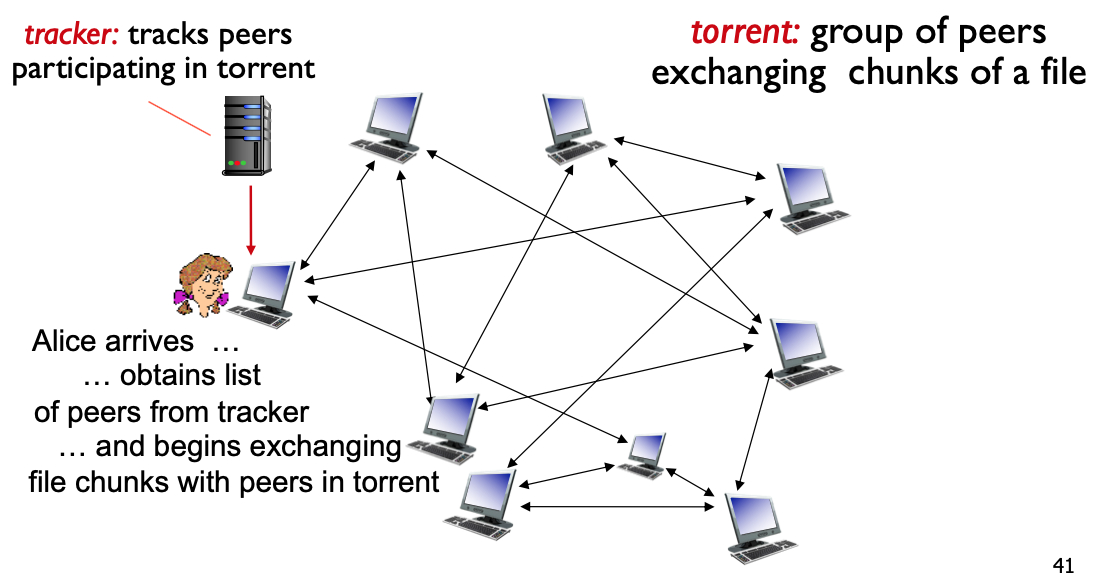 tracker: tracks peers
participating in torrent
torrent: group of peers
exchanging chunks of a file
Alice arrives …
… obtains list
of peers from tracker
… and begins exchanging
file chunks with peers in torrent
41